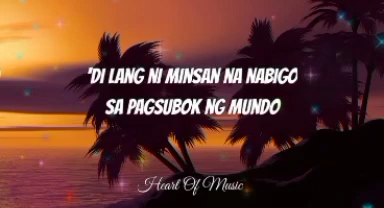 'DI LANG NI MINSAN NA NABIGO
SA PAGSUBOK NG MUNDO
Heart Of Music